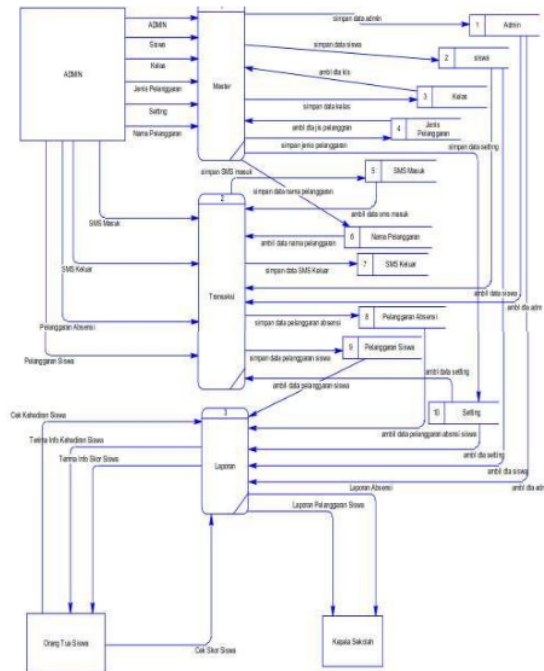 1
simpan data admin
1 Admin
ADMIN
Siswa
simpan data siswa
2 siswa
Kelas
ADMIN
Master
ambil dta kls
Jenis Pelanggaran
3 Kelas
simpan data kelas
Setting
ambil dta jis pelanggran
4 Jenis
Pelanggaran
Nama Pelanggaran
simpan jenis pelanggaran
simpan data setting
simpan SMS masuk
5 SMS Masuk
simpan data nama pelanggaran
2
ambil data sms masuk
SMS Masuk
6 Nama Pelanggaran
ambil data nama pelanggaran
7 SMS Keluar
SMS Keluar
simpan data SMS Keluar
ambil data siswa
Transaksi
ambil dta adm
8 Pelanggaran Absensi
simpan data pelanggaran absensi
Pelanggaran Absensi
9 Pelanggaran Siswa
simpan data pelanggaran siswa
Pelanggaran Siswa
ambil data setting
ambil data pelanggaran siswa
10 Setting
Cek Kehadiran Siswa
3
ambil data pelanggaran abensi siswa
Terima Info Kehadiran Siswa
ambil dta setting
Terima Info Skor Siswa
Laporan
ambil dta siswa
ambil dta adm
Laporan Absensi
Laporan Pelanggaran Siswa
Orang Tua Siswa
Kepala Sekolah
Cek Skor Siswa